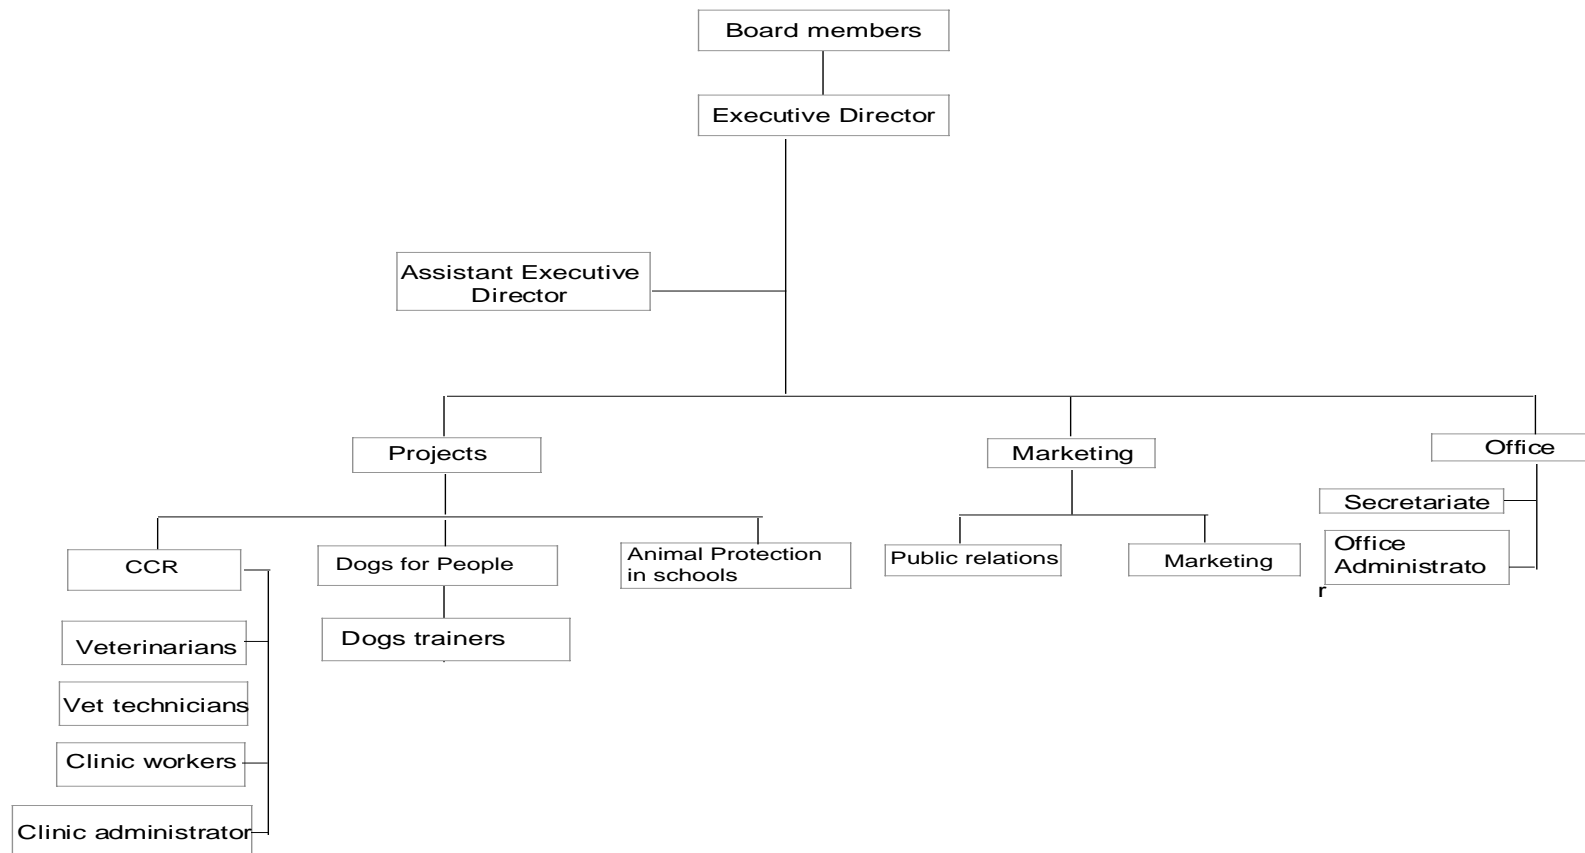 Board members
Executive Director
Assistant Executive
Director
Projects
Marketing
Office
Secretariate
Office
Administrato
r
CCR
Dogs for People
Animal Protection
in schools
Public relations
Marketing
Veterinarians
Dogs trainers
Vet technicians
Clinic workers
Clinic administrator